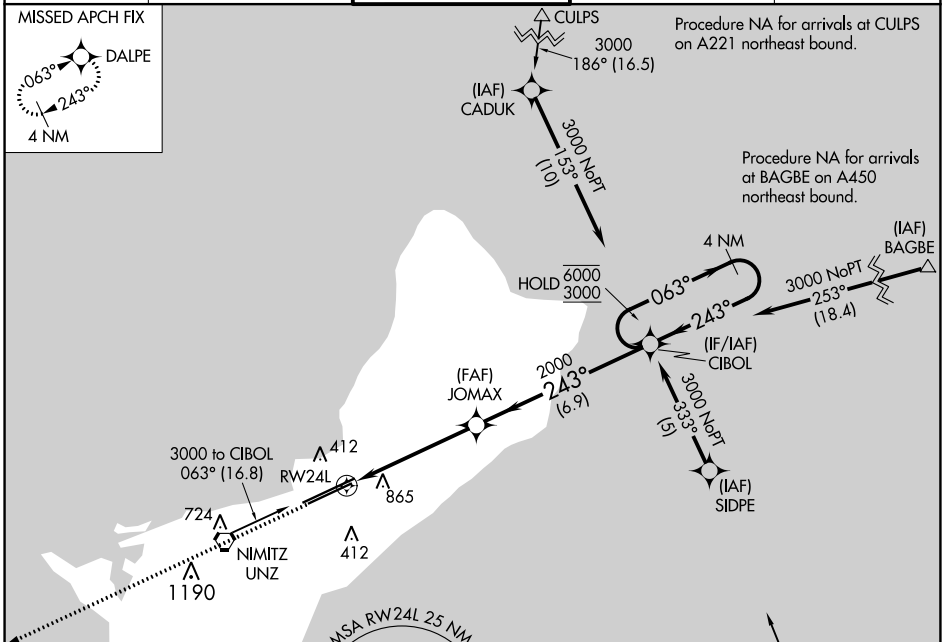 MISSED APCH FIX
DALPE
063°
243°
4 NM
CULPS
3000
186° (16.5)
Procedure NA for arrivals at CULPS
on A221 northeast bound.
(IAF)
CADUK
3000 NoPT
153°
(10)
Procedure NA for arrivals
at BAGBE on A450
northeast bound.
(IAF)
BAGBE
4 NM
HOLD 6000
3000
063°
243°
3000 NoPT
253°
(18.4)
(IF/IAF)
CIBOL
2000
243°
(6.9)
(FAF)
JOMAX
3000 NoPT
333°
(5)
(IAF)
SIDPE
3000 to CIBOL
063° (16.8)
412
RW24L
865
724
412
NIMITZ
UNZ
1190
MSA RW24L 25 NM